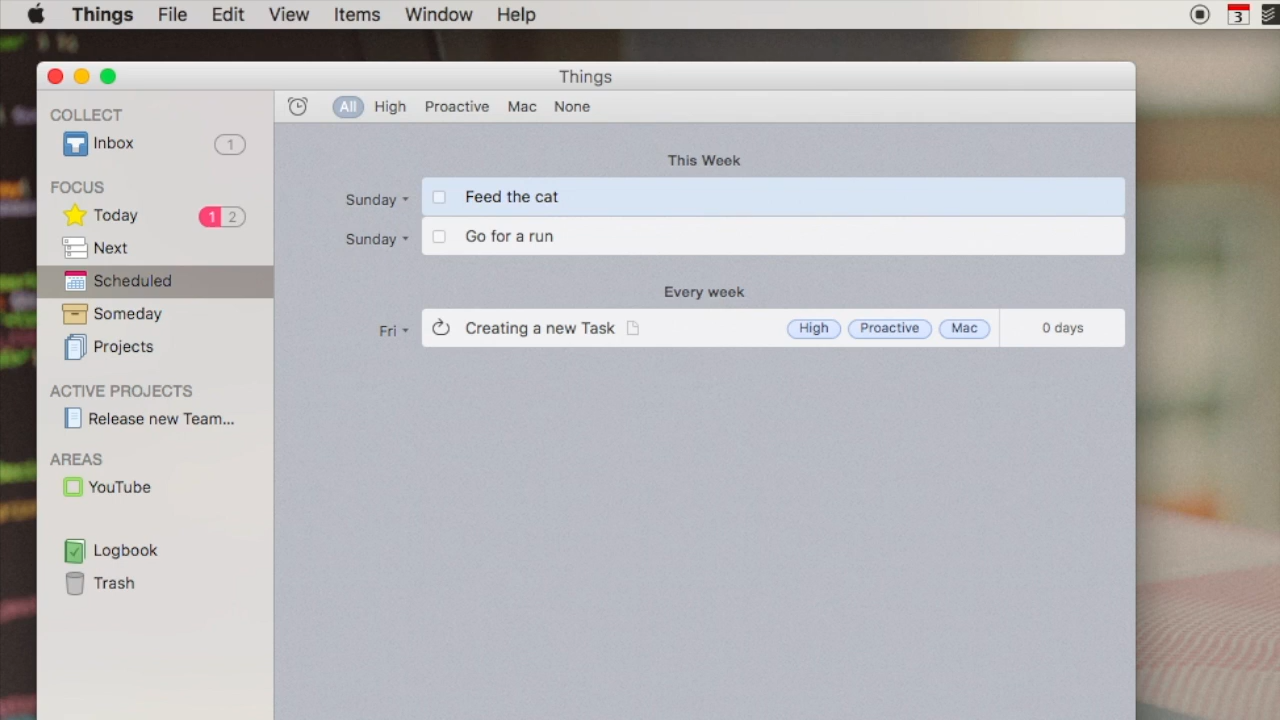 Things File Edit View Items Window Help 3
Things
COLLECT
Inbox 1
FOCUS
Today 1 2
Next
Scheduled
Someday
Projects
ACTIVE PROJECTS
Release new Team...
AREAS
YouTube
Logbook
Trash
All High Proactive Mac None
This Week
Sunday Feed the cat
Sunday Go for a run
Every week
Fri Creating a new Task High Proactive Mac 0 days